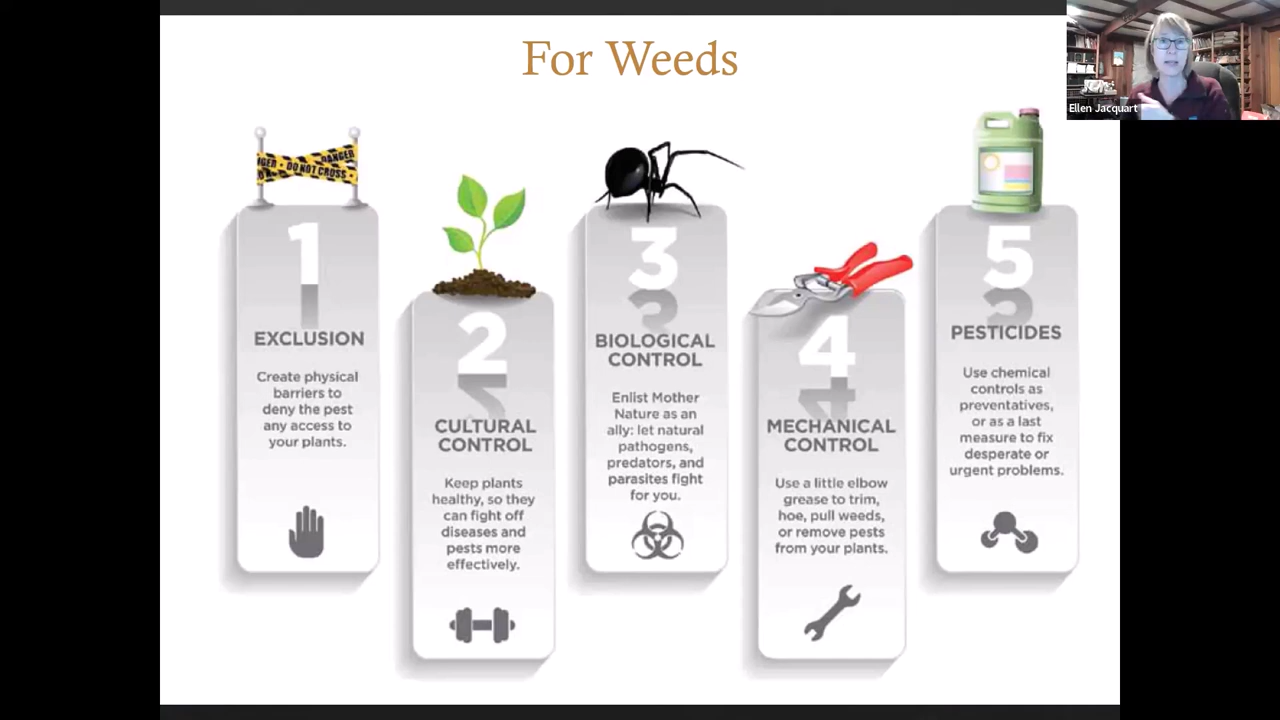 For Weeds
Ellen Jacquart
DANGER
DO NOT CROSS
1
EXCLUSION
Create physical
barriers to
deny the pest
any access to
your plants.
2
CULTURAL
CONTROL
Keep plants
healthy, so they
can fight off
diseases and
pests more
effectively.
3
BIOLOGICAL
CONTROL
Enlist Mother
Nature as an
ally: let natural
pathogens,
predators, and
parasites fight
for you.
4
MECHANICAL
CONTROL
Use a little elbow
grease to trim,
hoe, pull weeds,
or remove pests
from your plants.
5
PESTICIDES
Use chemical
controls as
preventatives,
or as a last
measure to fix
desperate or
urgent problems.